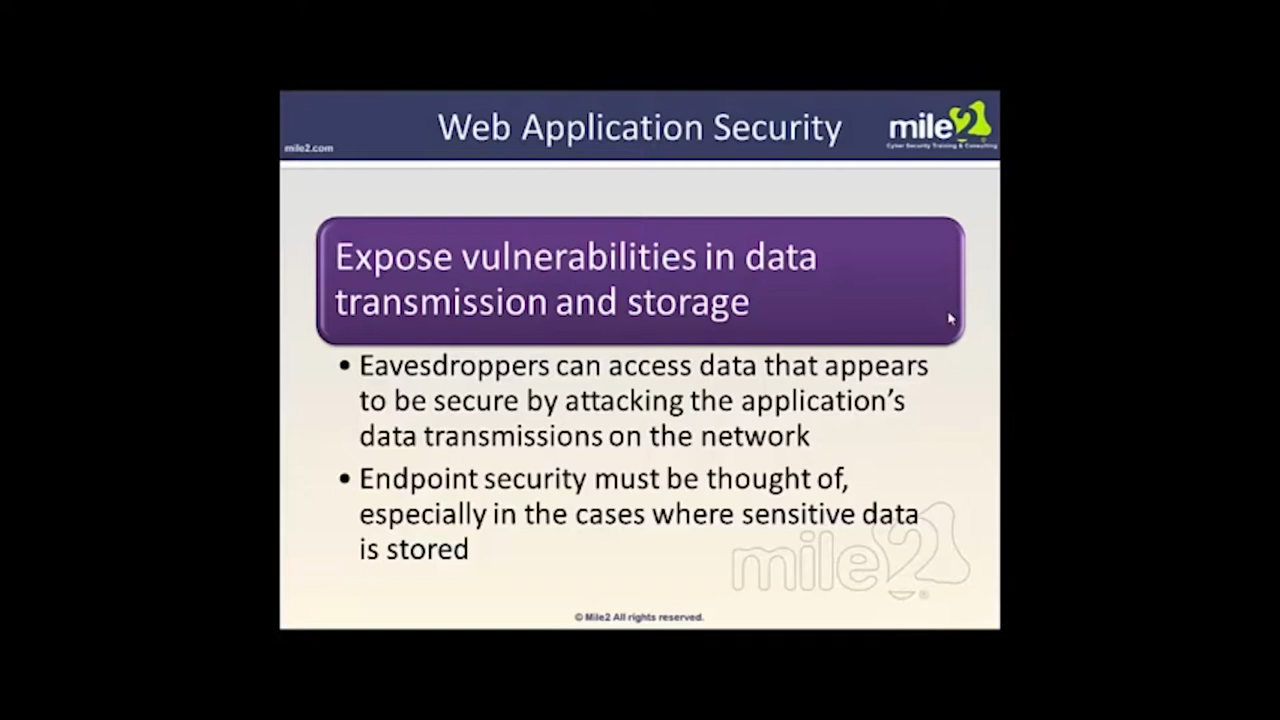 Web Application Security
mile2
Cyber Security Training & Consulting
mile2.com
Expose vulnerabilities in data
transmission and storage
• Eavesdroppers can access data that appears
to be secure by attacking the application's
data transmissions on the network
• Endpoint security must be thought of,
especially in the cases where sensitive data
is stored
mile2®
© Mile2 All rights reserved.